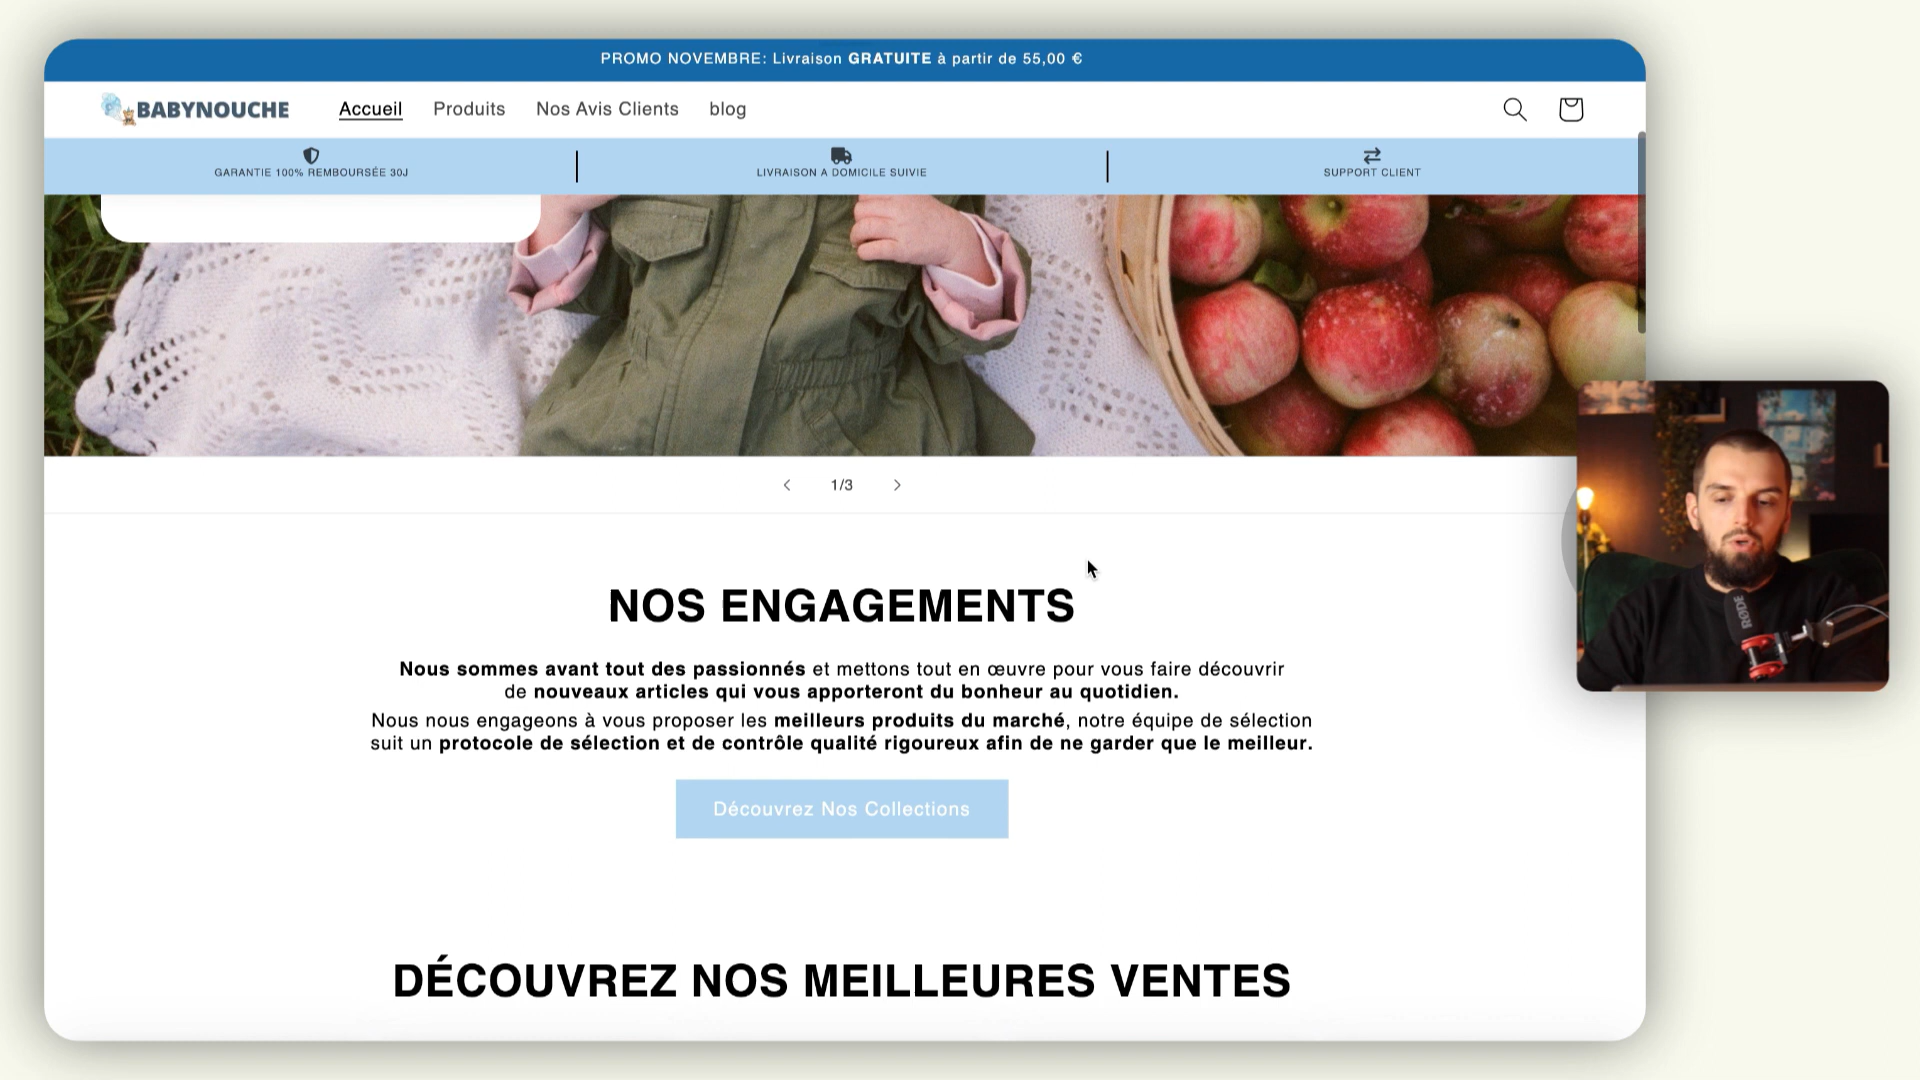 PROMO NOVEMBRE: Livraison GRATUITE à partir de 55,00 €
BABYNOUCHE
Accueil Produits Nos Avis Clients blog
GARANTIE 100% REMBOURSÉE 30J
LIVRAISON A DOMICILE SUIVIE
SUPPORT CLIENT
1/3
NOS ENGAGEMENTS
Nous sommes avant tout des passionnés et mettons tout en œuvre pour vous faire découvrir
de nouveaux articles qui vous apporteront du bonheur au quotidien.
Nous nous engageons à vous proposer les meilleurs produits du marché, notre équipe de sélection
suit un protocole de sélection et de contrôle qualité rigoureux afin de ne garder que le meilleur.
Découvrez Nos Collections
DÉCOUVREZ NOS MEILLEURES VENTES
RØDE